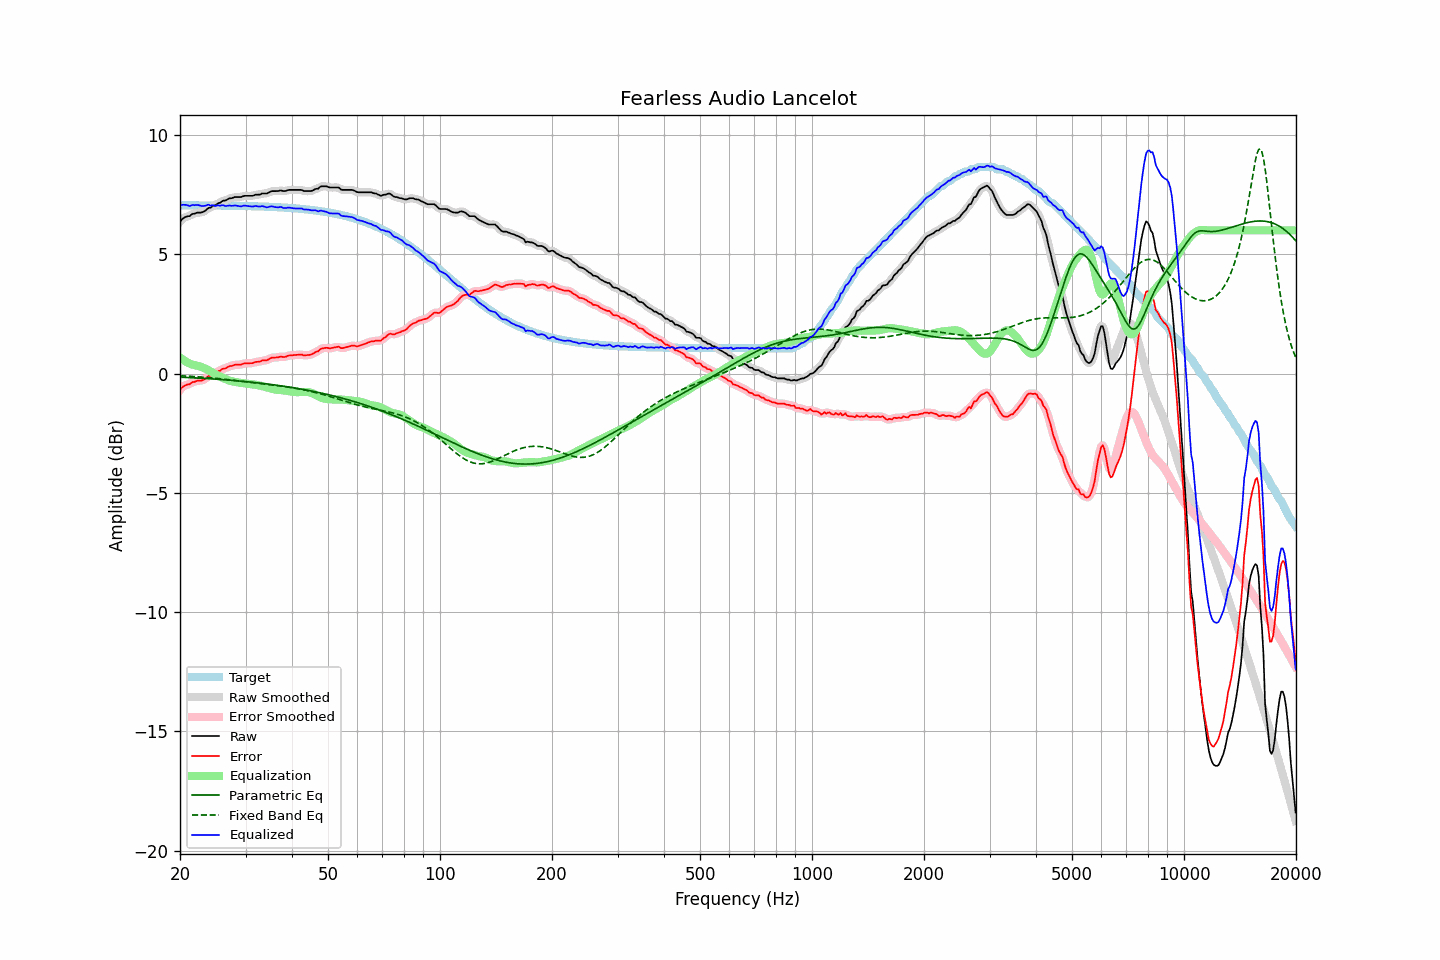 Fearless Audio Lancelot
10
5
0
−5
−10
−15
−20
Amplitude (dBr)
Target
Raw Smoothed
Error Smoothed
Raw
Error
Equalization
Parametric Eq
Fixed Band Eq
Equalized
20 50 100 200 500 1000 2000 5000 10000 20000
Frequency (Hz)